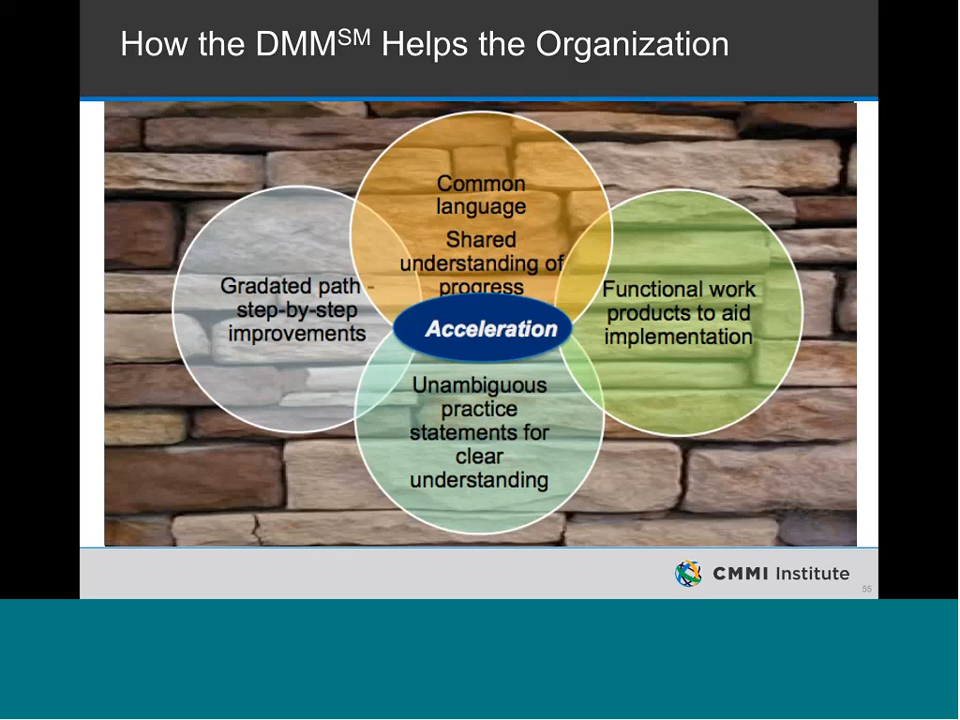 How the DMMSM Helps the Organization
Common
language
Shared
understanding of
progress
Gradated path -
step-by-step
improvements
Functional work
products to aid
implementation
Acceleration
Unambiguous
practice
statements for
clear
understanding
CMMI Institute
55